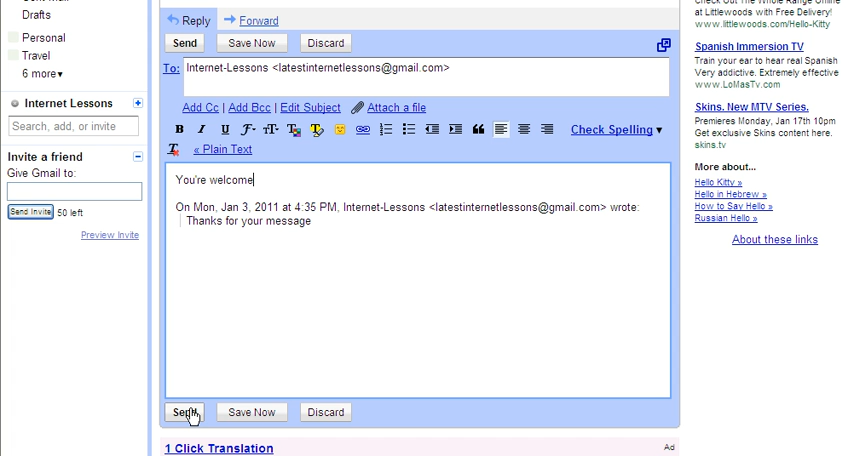 Drafts
Personal
Travel
6 more▾
Internet Lessons +
Search, add, or invite
Invite a friend –
Give Gmail to:
Send Invite 50 left
Preview Invite
Reply Forward
Send Save Now Discard
To: Internet-Lessons <latestinternetlessons@gmail.com>
Add Cc | Add Bcc | Edit Subject Attach a file
B I U Check Spelling ▾
« Plain Text
You're welcome
On Mon, Jan 3, 2011 at 4:35 PM, Internet-Lessons <latestinternetlessons@gmail.com> wrote:
Thanks for your message
Send Save Now Discard
1 Click Translation Ad
at Littlewoods with Free Delivery!
www.littlewoods.com/Hello-Kitty
Spanish Immersion TV
Train your ear to hear real Spanish
Very addictive. Extremely effective
www.LoMasTv.com
Skins. New MTV Series.
Premieres Monday, Jan 17th 10pm
Get exclusive Skins content here.
skins.tv
More about...
Hello Kitty »
Hello in Hebrew »
How to Say Hello »
Russian Hello »
About these links